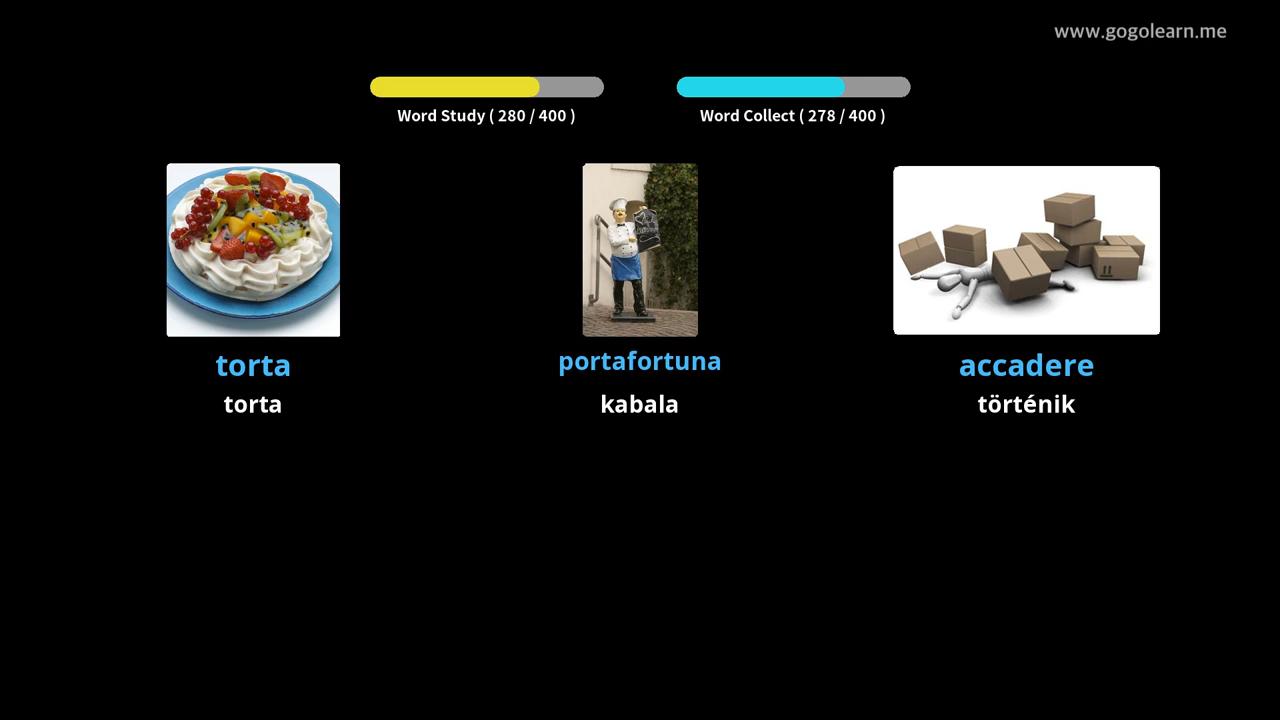 www.gogolearn.me
Word Study ( 280 / 400 )
Word Collect ( 278 / 400 )
torta
portafortuna
accadere
torta
kabala
történik